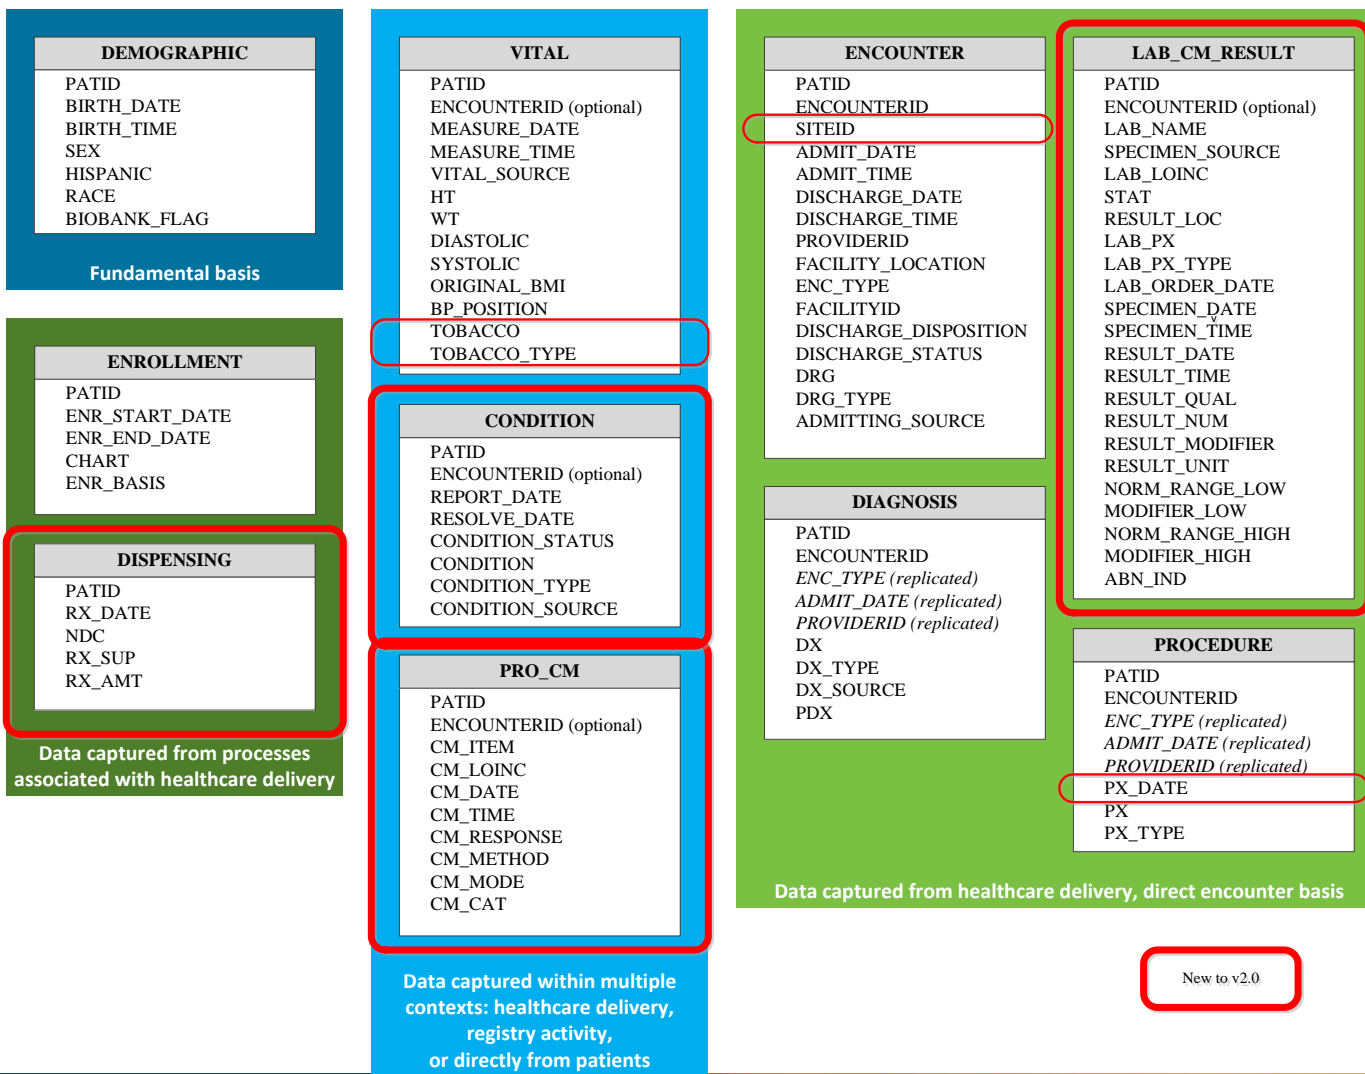 DEMOGRAPHIC
PATID
BIRTH_DATE
BIRTH_TIME
SEX
HISPANIC
RACE
BIOBANK_FLAG
Fundamental basis
ENROLLMENT
PATID
ENR_START_DATE
ENR_END_DATE
CHART
ENR_BASIS
DISPENSING
PATID
RX_DATE
NDC
RX_SUP
RX_AMT
Data captured from processes
associated with healthcare delivery
VITAL
PATID
ENCOUNTERID (optional)
MEASURE_DATE
MEASURE_TIME
VITAL_SOURCE
HT
WT
DIASTOLIC
SYSTOLIC
ORIGINAL_BMI
BP_POSITION
TOBACCO
TOBACCO_TYPE
CONDITION
PATID
ENCOUNTERID (optional)
REPORT_DATE
RESOLVE_DATE
CONDITION_STATUS
CONDITION
CONDITION_TYPE
CONDITION_SOURCE
PRO_CM
PATID
ENCOUNTERID (optional)
CM_ITEM
CM_LOINC
CM_DATE
CM_TIME
CM_RESPONSE
CM_METHOD
CM_MODE
CM_CAT
Data captured within multiple
contexts: healthcare delivery,
registry activity,
or directly from patients
ENCOUNTER
PATID
ENCOUNTERID
SITEID
ADMIT_DATE
ADMIT_TIME
DISCHARGE_DATE
DISCHARGE_TIME
PROVIDERID
FACILITY_LOCATION
ENC_TYPE
FACILITYID
DISCHARGE_DISPOSITION
DISCHARGE_STATUS
DRG
DRG_TYPE
ADMITTING_SOURCE
DIAGNOSIS
PATID
ENCOUNTERID
ENC_TYPE (replicated)
ADMIT_DATE (replicated)
PROVIDERID (replicated)
DX
DX_TYPE
DX_SOURCE
PDX
LAB_CM_RESULT
PATID
ENCOUNTERID (optional)
LAB_NAME
SPECIMEN_SOURCE
LAB_LOINC
STAT
RESULT_LOC
LAB_PX
LAB_PX_TYPE
LAB_ORDER_DATE
SPECIMEN_DATE
v
SPECIMEN_TIME
RESULT_DATE
RESULT_TIME
RESULT_QUAL
RESULT_NUM
RESULT_MODIFIER
RESULT_UNIT
NORM_RANGE_LOW
MODIFIER_LOW
NORM_RANGE_HIGH
MODIFIER_HIGH
ABN_IND
PROCEDURE
PATID
ENCOUNTERID
ENC_TYPE (replicated)
ADMIT_DATE (replicated)
PROVIDERID (replicated)
PX_DATE
PX
PX_TYPE
Data captured from healthcare delivery, direct encounter basis
New to v2.0